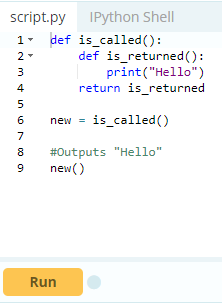 script.py IPython Shell
1 def is_called():
2     def is_returned():
3         print("Hello")
4     return is_returned
5
6 new = is_called()
7
8 #Outputs "Hello"
9 new()
Run